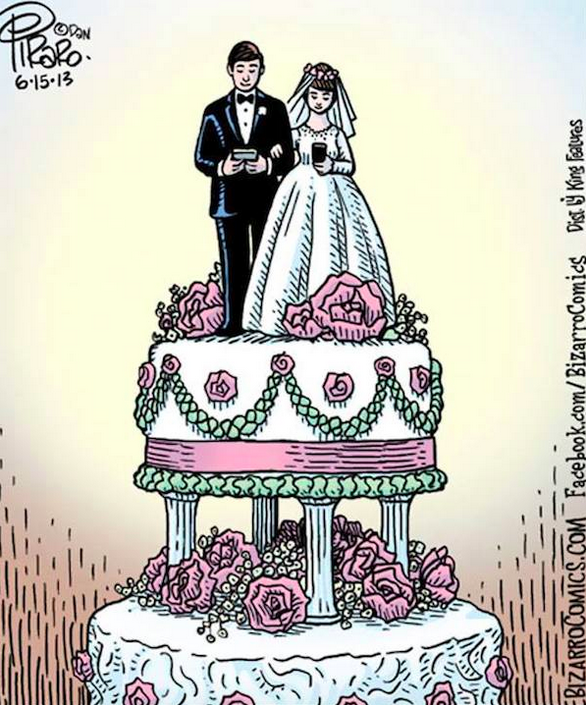 ©DAN
PIRARO.
6·15·13
BIZARROCOMICS.COM Facebook.com/BizarroComics Dist. by King Features